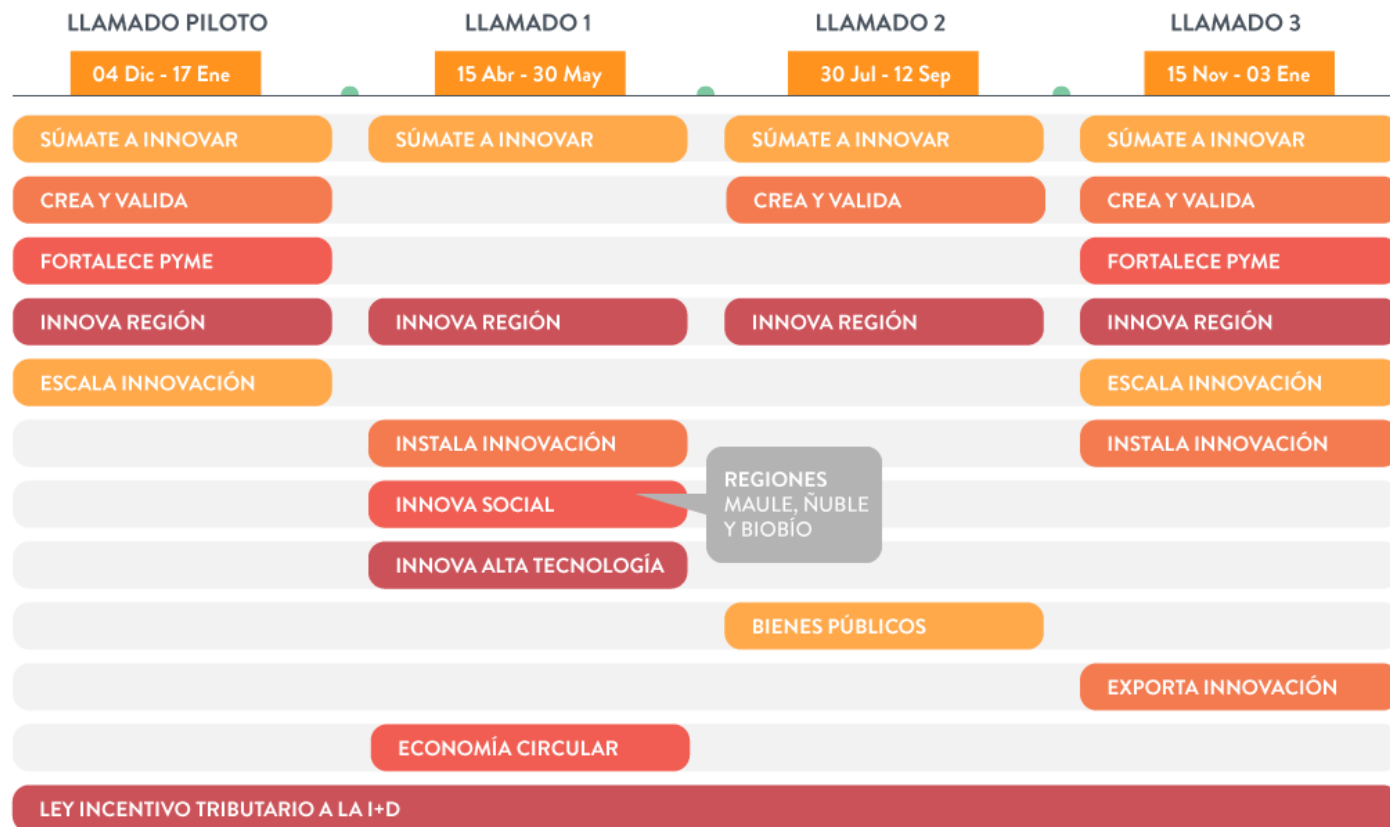 LLAMADO PILOTO
LLAMADO 1
LLAMADO 2
LLAMADO 3
04 Dic - 17 Ene
15 Abr - 30 May
30 Jul - 12 Sep
15 Nov - 03 Ene
SÚMATE A INNOVAR
SÚMATE A INNOVAR
SÚMATE A INNOVAR
SÚMATE A INNOVAR
CREA Y VALIDA
CREA Y VALIDA
CREA Y VALIDA
FORTALECE PYME
FORTALECE PYME
INNOVA REGIÓN
INNOVA REGIÓN
INNOVA REGIÓN
INNOVA REGIÓN
ESCALA INNOVACIÓN
ESCALA INNOVACIÓN
INSTALA INNOVACIÓN
INSTALA INNOVACIÓN
INNOVA SOCIAL
REGIONES
MAULE, ÑUBLE
Y BIOBÍO
INNOVA ALTA TECNOLOGÍA
BIENES PÚBLICOS
EXPORTA INNOVACIÓN
ECONOMÍA CIRCULAR
LEY INCENTIVO TRIBUTARIO A LA I+D